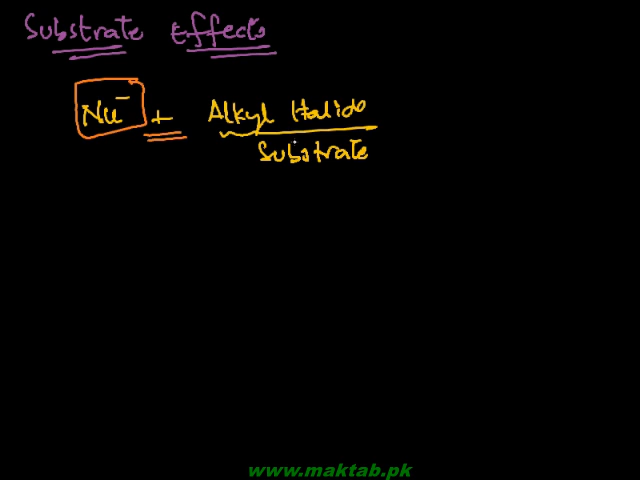 Substrate Effects
Nu⁻ + Alkyl Halide
Substrate
www.maktab.pk